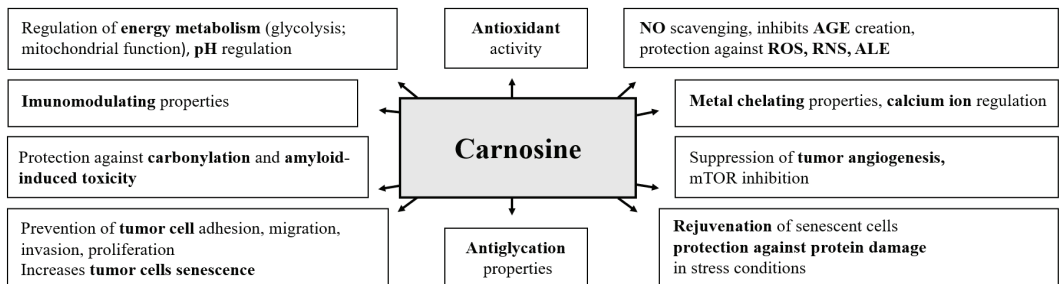 Regulation of energy metabolism (glycolysis;
mitochondrial function), pH regulation
Antioxidant
activity
NO scavenging, inhibits AGE creation,
protection against ROS, RNS, ALE
Imunomodulating properties
Metal chelating properties, calcium ion regulation
Carnosine
Protection against carbonylation and amyloid-
induced toxicity
Suppression of tumor angiogenesis,
mTOR inhibition
Prevention of tumor cell adhesion, migration,
invasion, proliferation
Increases tumor cells senescence
Antiglycation
properties
Rejuvenation of senescent cells
protection against protein damage
in stress conditions